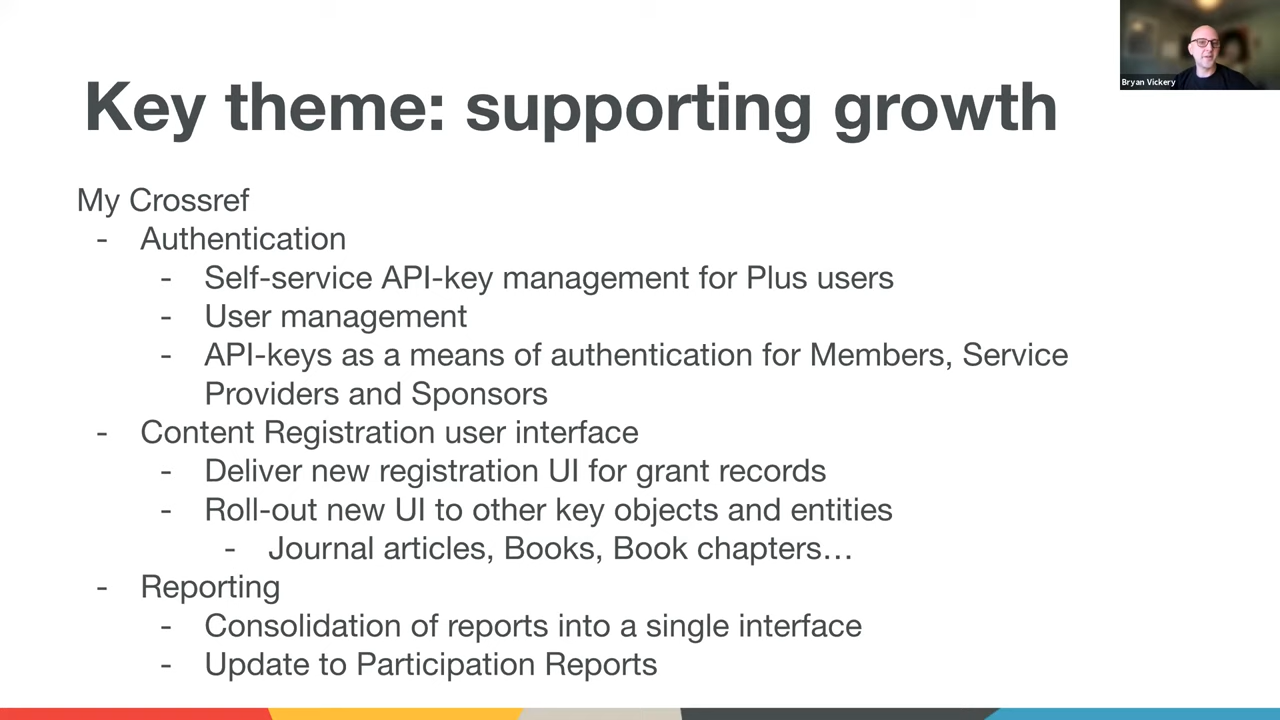 Key theme: supporting growth
Bryan Vickery
My Crossref
- Authentication
- Self-service API-key management for Plus users
- User management
- API-keys as a means of authentication for Members, Service
Providers and Sponsors
- Content Registration user interface
- Deliver new registration UI for grant records
- Roll-out new UI to other key objects and entities
- Journal articles, Books, Book chapters…
- Reporting
- Consolidation of reports into a single interface
- Update to Participation Reports